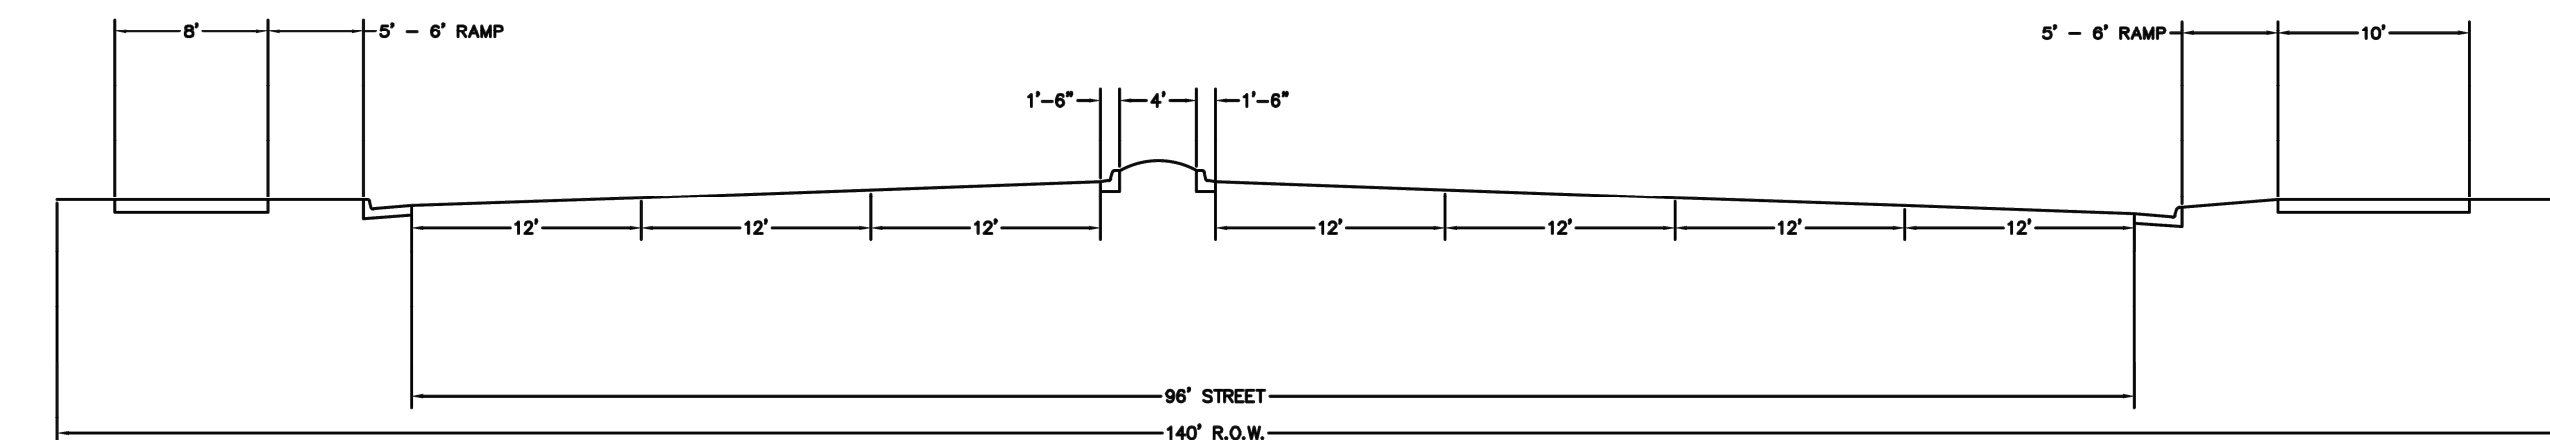 8' 5' - 6' RAMP 5' - 6' RAMP 10'
1'-6" 4' 1'-6"
12' 12' 12' 12' 12' 12' 12'
96' STREET
140' R.O.W.